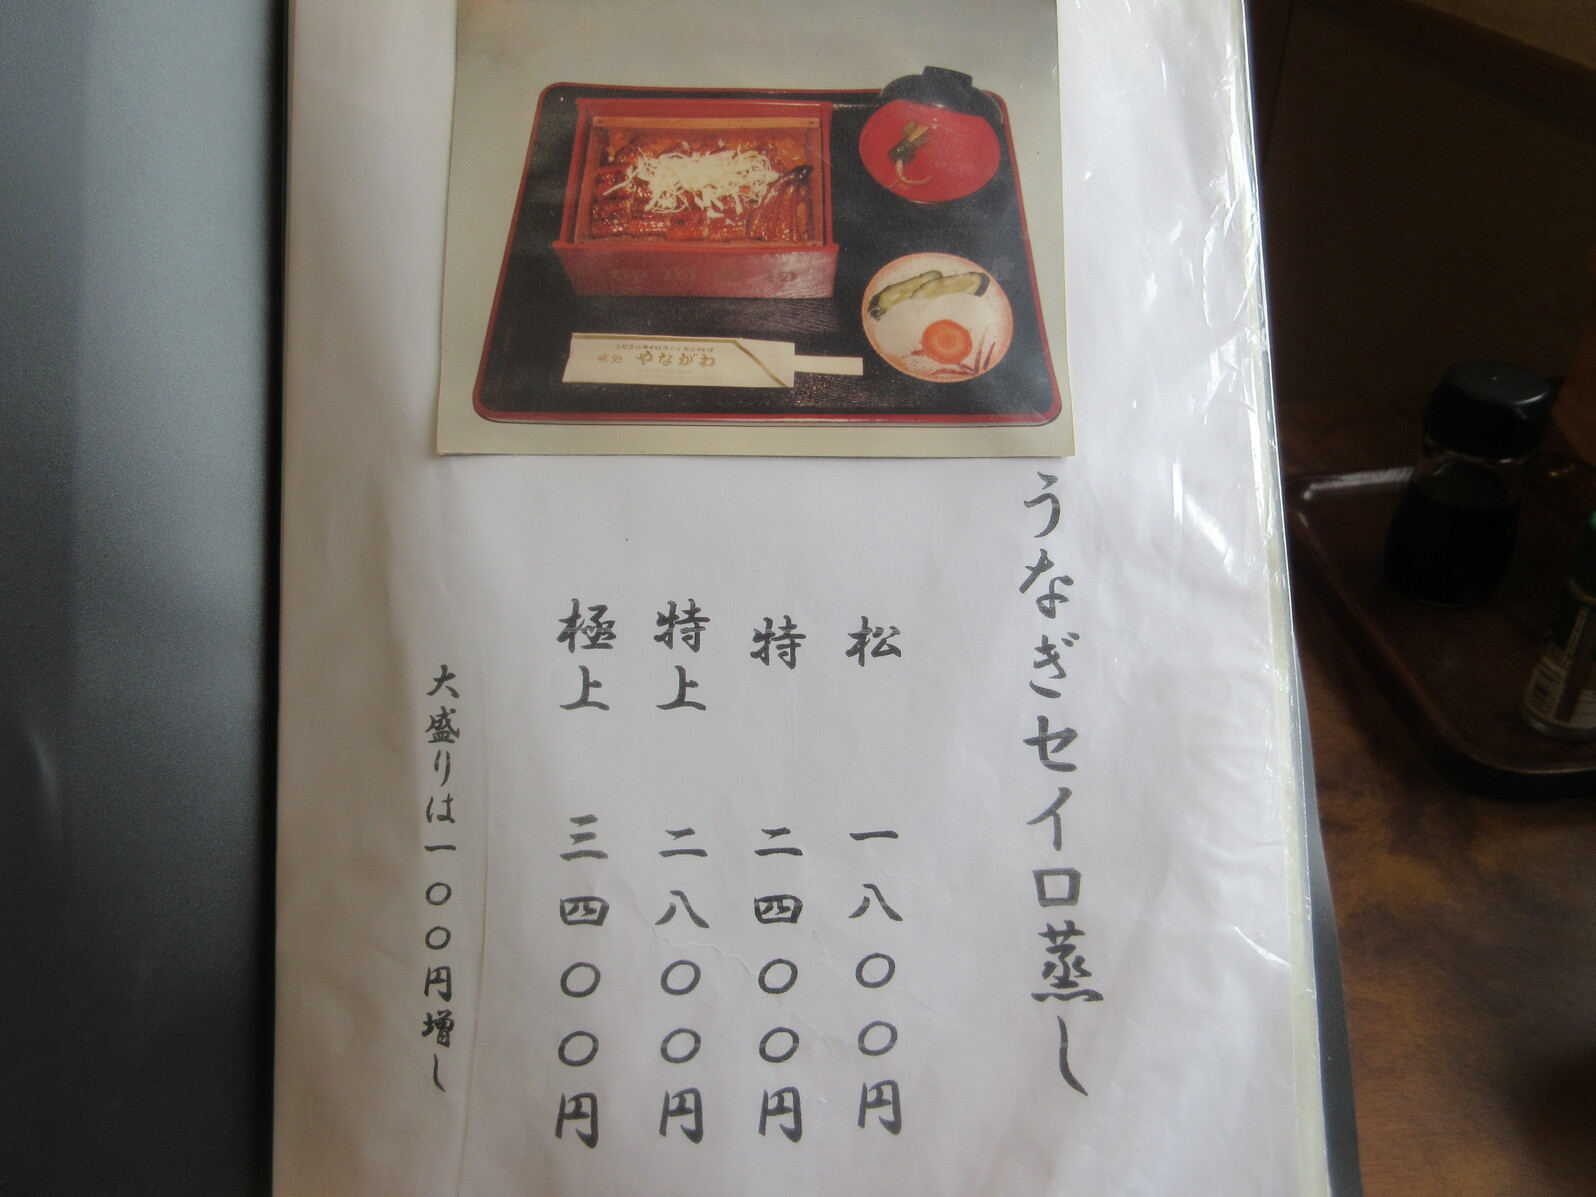 うなぎセイロ蒸し
松 一八〇〇円
特 二四〇〇円
特上 二八〇〇円
極上 三四〇〇円
大盛りは一〇〇円増し
味処 やながわ